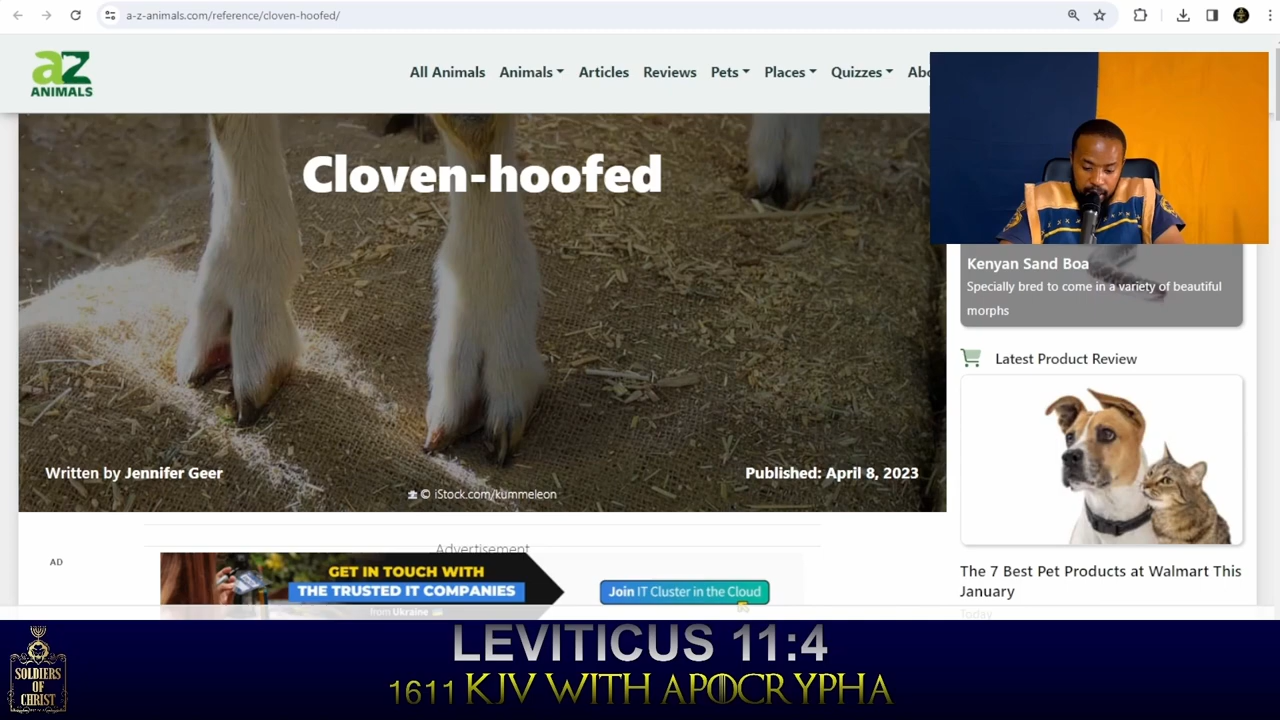 a-z-animals.com/reference/cloven-hoofed/
az
ANIMALS
All Animals Animals Articles Reviews Pets Places Quizzes Abo
Cloven-hoofed
Kenyan Sand Boa
Specially bred to come in a variety of beautiful
morphs
Latest Product Review
Written by Jennifer Geer
Published: April 8, 2023
© iStock.com/kummeleon
Advertisement
AD
GET IN TOUCH WITH
THE TRUSTED IT COMPANIES
from Ukraine
Join IT Cluster in the Cloud
The 7 Best Pet Products at Walmart This
January
Today
LEVITICUS 11:4
1611 KJV WITH APOCRYPHA
SOLDIERS
OF
CHRIST